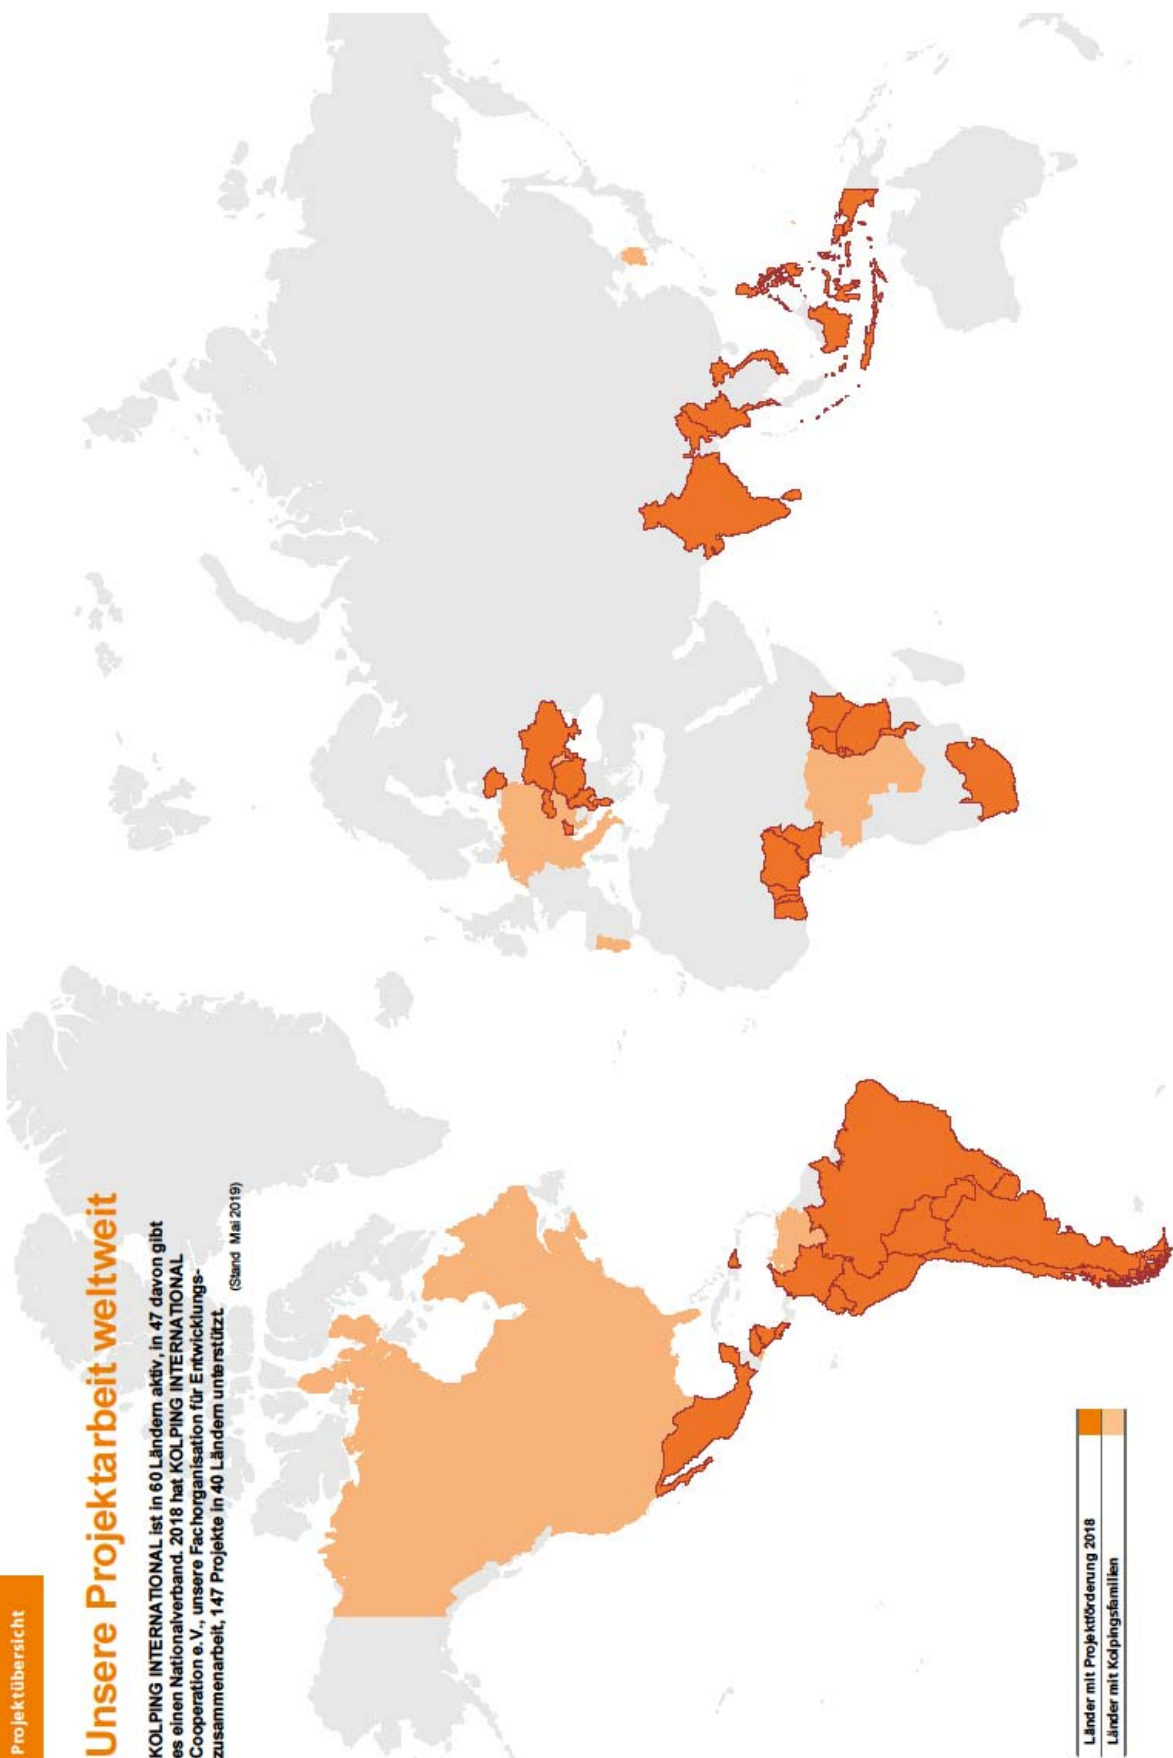 Projektübersicht
Unsere Projektarbeit weltweit
KOLPING INTERNATIONAL ist in 60 Ländern aktiv, in 47 davon gibt
es einen Nationalverband. 2018 hat KOLPING INTERNATIONAL
Cooperation e. V., unsere Fachorganisation für Entwicklungs-
zusammenarbeit, 147 Projekte in 40 Ländern unterstützt.
(Stand Mai 2019)
Länder mit Projektförderung 2018
Länder mit Kolpingsfamilien